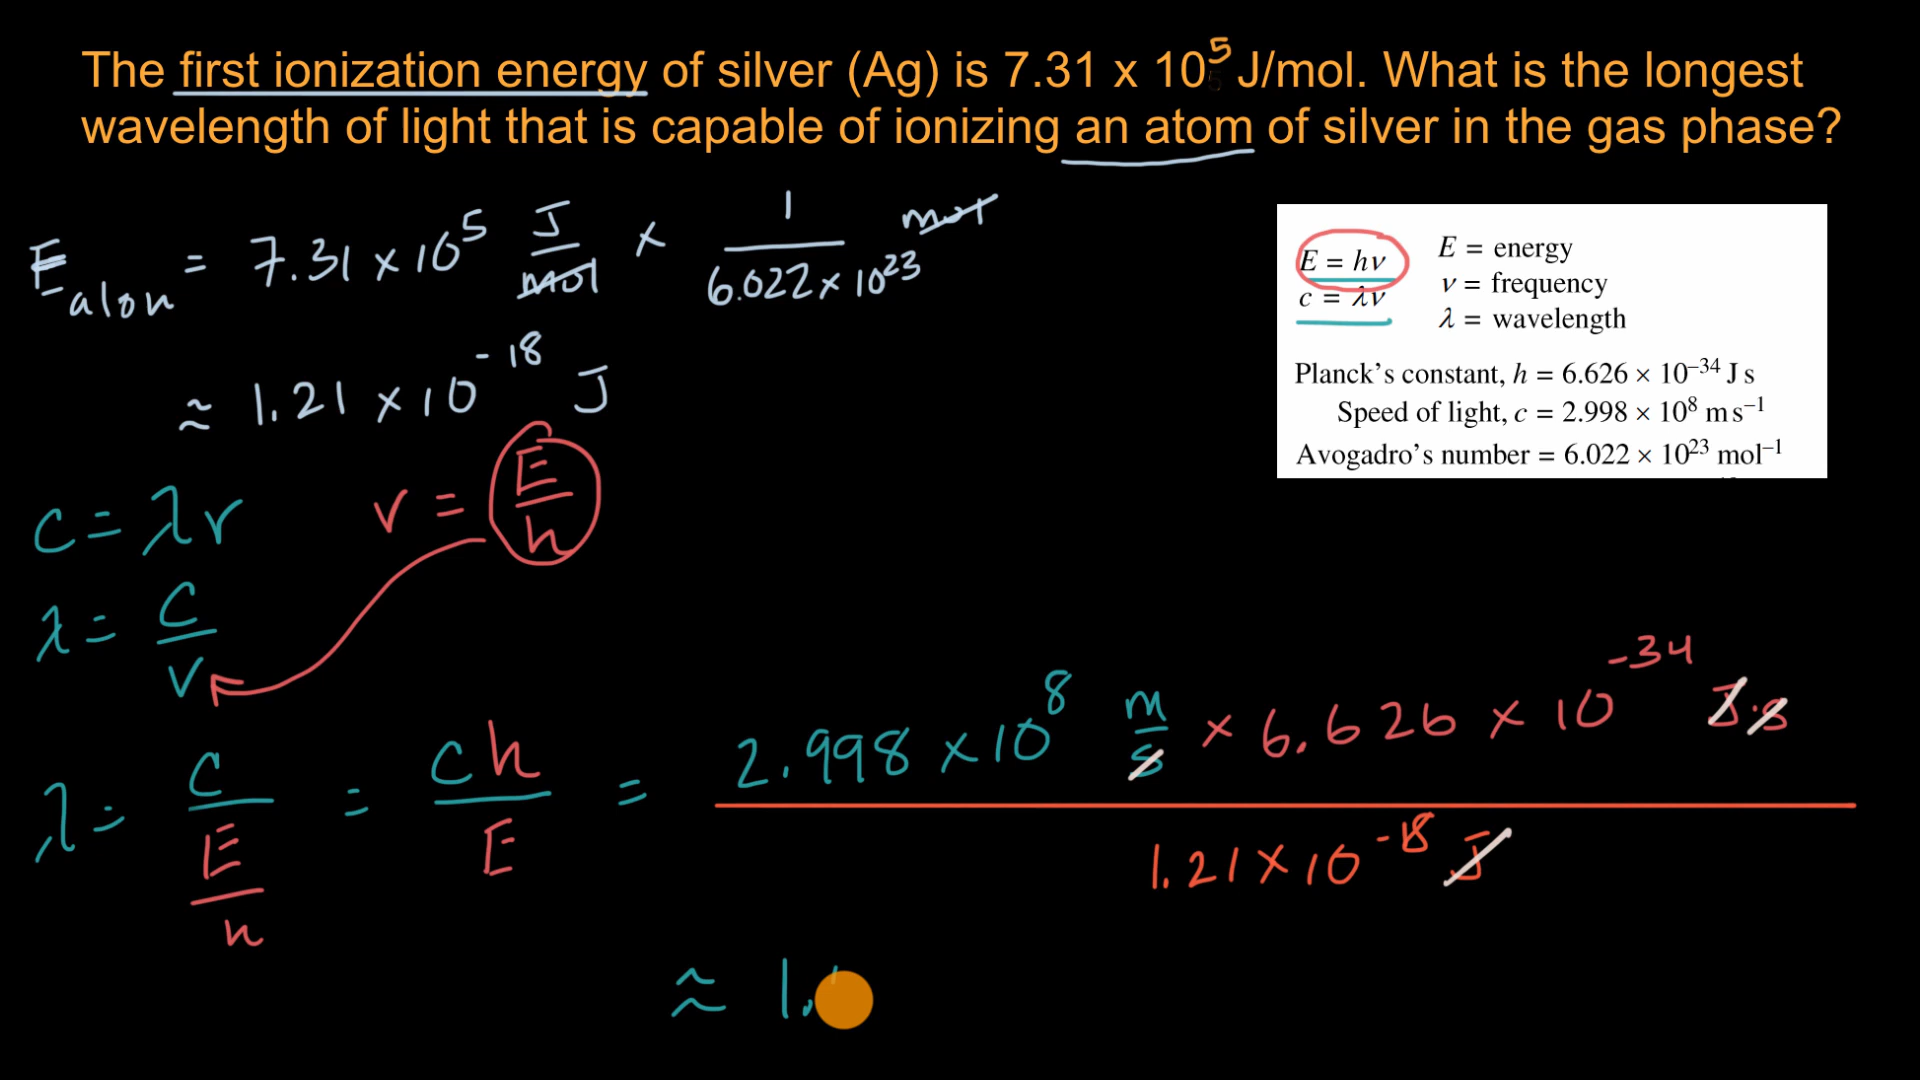 The first ionization energy of silver (Ag) is 7.31 x 10⁵ J/mol. What is the longest
wavelength of light that is capable of ionizing an atom of silver in the gas phase?
E_atom = 7.31 × 10⁵ J/mol × 1/(6.022 × 10²³) mol
≈ 1.21 × 10⁻¹⁸ J
E = hν E = energy
c = λν ν = frequency
λ = wavelength
Planck's constant, h = 6.626 × 10⁻³⁴ J s
Speed of light, c = 2.998 × 10⁸ m s⁻¹
Avogadro's number = 6.022 × 10²³ mol⁻¹
c = λν ν = E/h
λ = c/ν
λ = c/(E/h) = ch/E = (2.998 × 10⁸ m/s × 6.626 × 10⁻³⁴ J·s)/(1.21 × 10⁻¹⁸ J)
≈ 1.